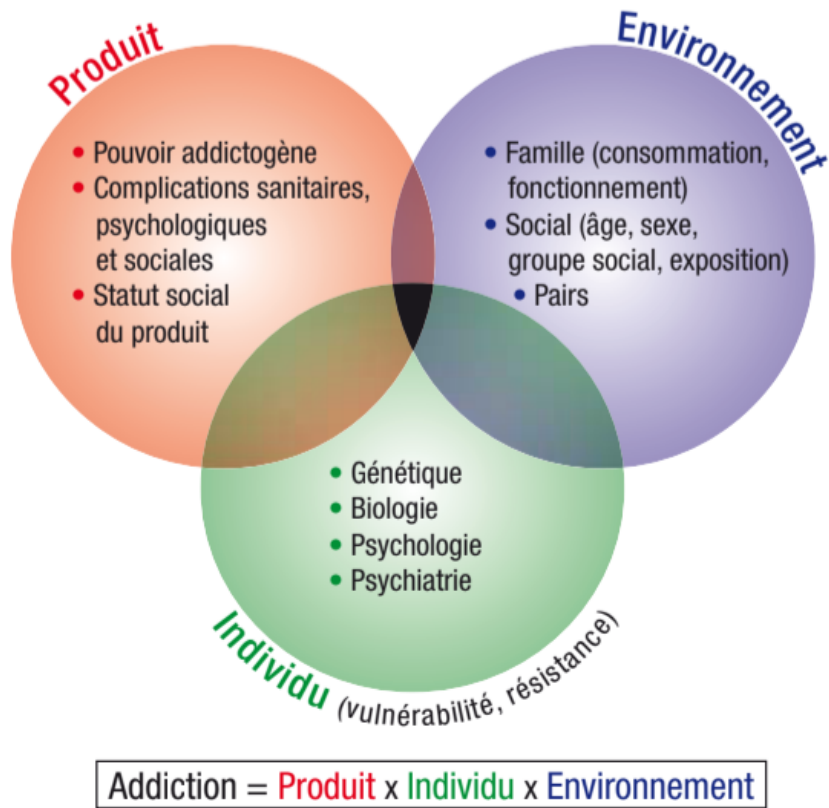 Produit
• Pouvoir addictogène
• Complications sanitaires,
psychologiques
et sociales
• Statut social
du produit
Environnement
• Famille (consommation,
fonctionnement)
• Social (âge, sexe,
groupe social, exposition)
• Pairs
• Génétique
• Biologie
• Psychologie
• Psychiatrie
Individu (vulnérabilité, résistance)
Addiction = Produit x Individu x Environnement